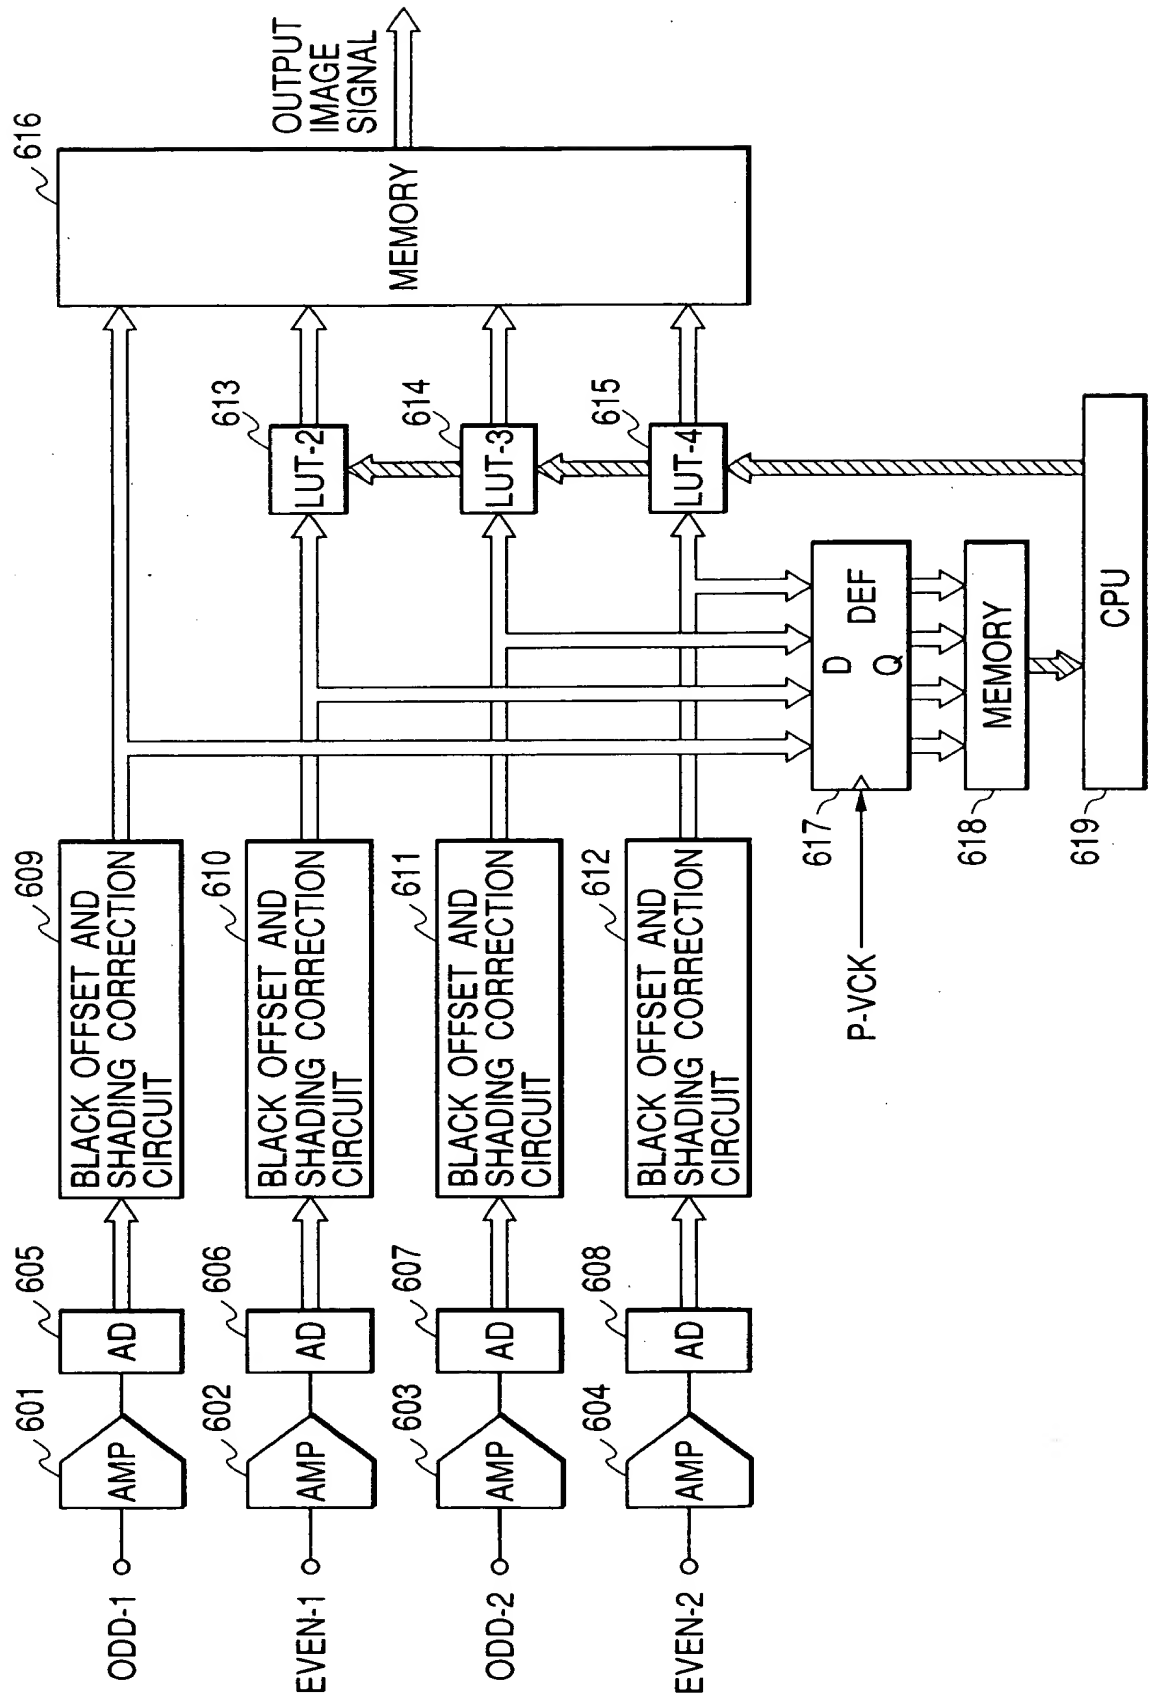 ODD-1
601
AMP
605
AD
609
BLACK OFFSET AND
SHADING CORRECTION
CIRCUIT
616
MEMORY
OUTPUT
IMAGE
SIGNAL
EVEN-1
602
AMP
606
AD
610
BLACK OFFSET AND
SHADING CORRECTION
CIRCUIT
613
LUT-2
ODD-2
603
AMP
607
AD
611
BLACK OFFSET AND
SHADING CORRECTION
CIRCUIT
614
LUT-3
EVEN-2
604
AMP
608
AD
612
BLACK OFFSET AND
SHADING CORRECTION
CIRCUIT
615
LUT-4
P-VCK
617
D
DEF
Q
618
MEMORY
619
CPU